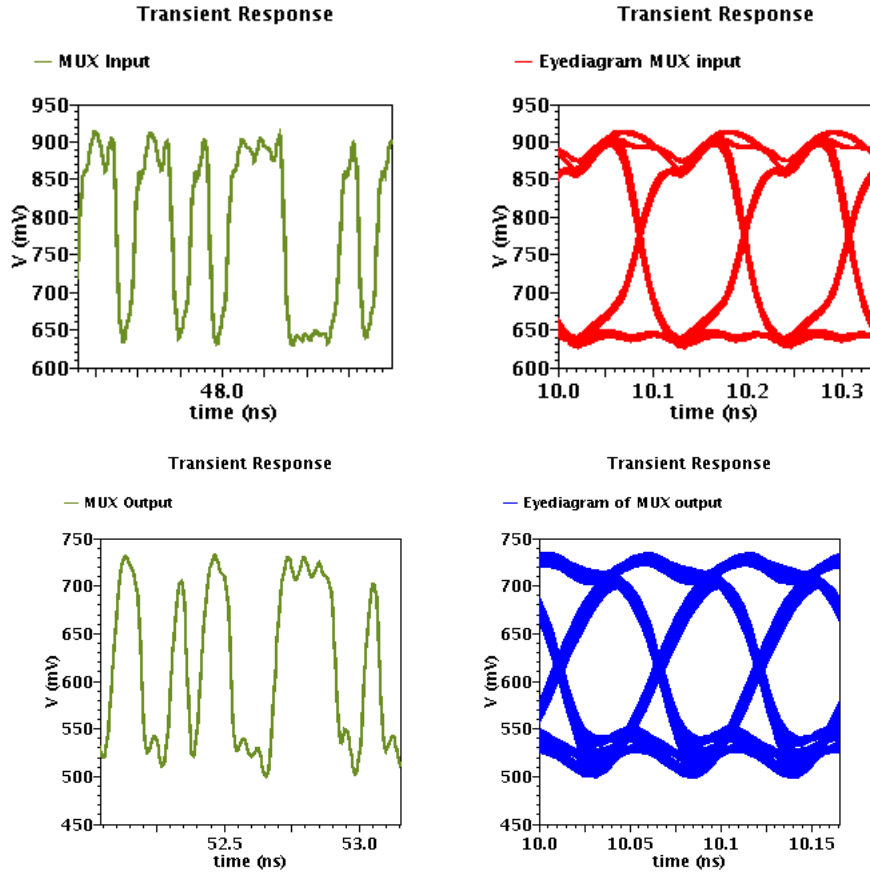 Transient Response
MUX Input
950
900
850
800
750
700
650
600
V (mV)
48.0
time (ns)
Transient Response
Eyediagram MUX input
950
900
850
800
750
700
650
600
V (mV)
10.0 10.1 10.2 10.3
time (ns)
Transient Response
MUX Output
750
700
650
600
550
500
450
V (mV)
52.5 53.0
time (ns)
Transient Response
Eyediagram of MUX output
750
700
650
600
550
500
450
V (mV)
10.0 10.05 10.1 10.15
time (ns)